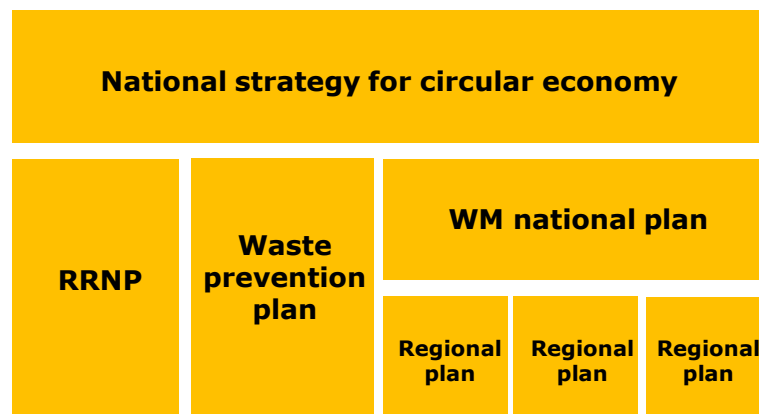 National strategy for circular economy
RRNP
Waste
prevention
plan
WM national plan
Regional
plan
Regional
plan
Regional
plan